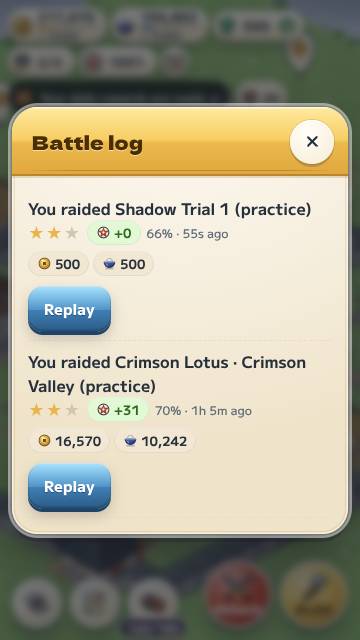 Battle log
You raided Shadow Trial 1 (practice)
+0 66% · 55s ago
500 500
Replay
You raided Crimson Lotus · Crimson
Valley (practice)
+31 70% · 1h 5m ago
16,570 10,242
Replay